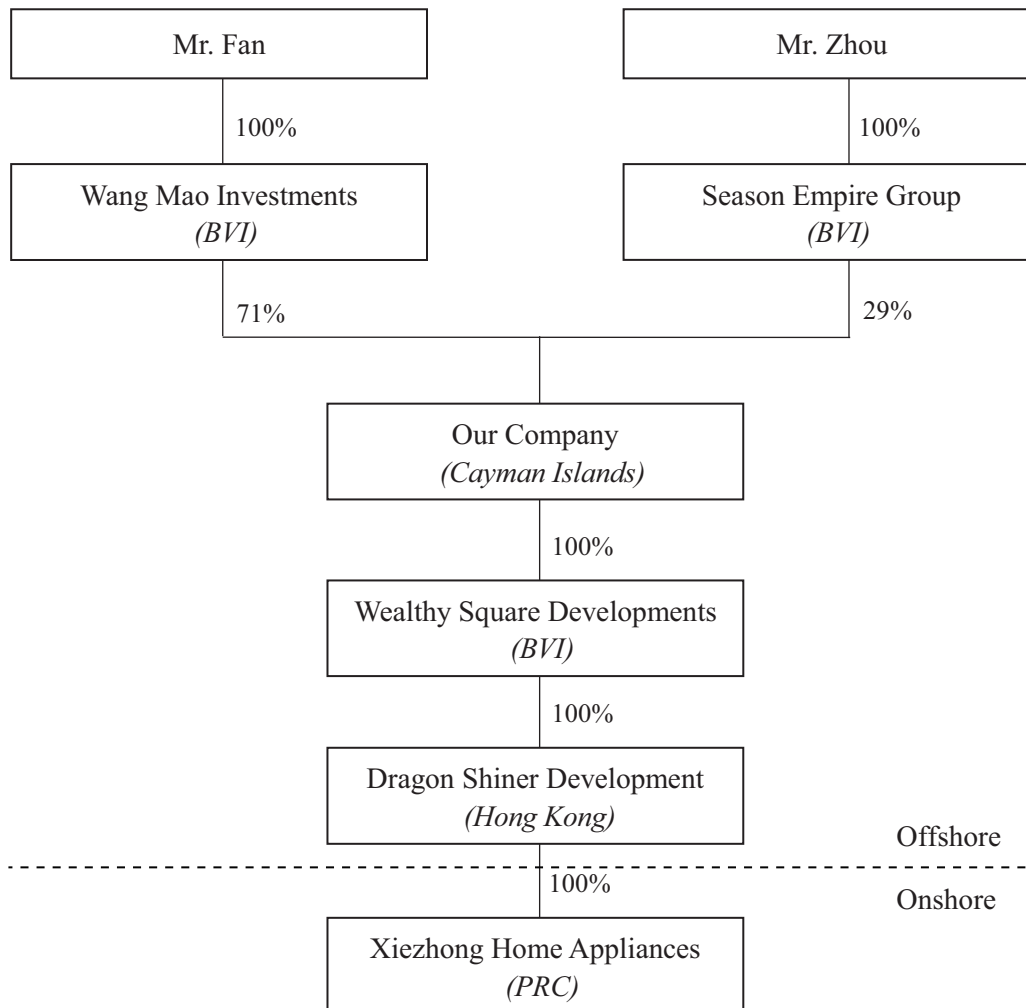 Mr. Fan
Mr. Zhou
100%
100%
Wang Mao Investments
(BVI)
Season Empire Group
(BVI)
71%
29%
Our Company
(Cayman Islands)
100%
Wealthy Square Developments
(BVI)
100%
Dragon Shiner Development
(Hong Kong)
Offshore
100%
Onshore
Xiezhong Home Appliances
(PRC)